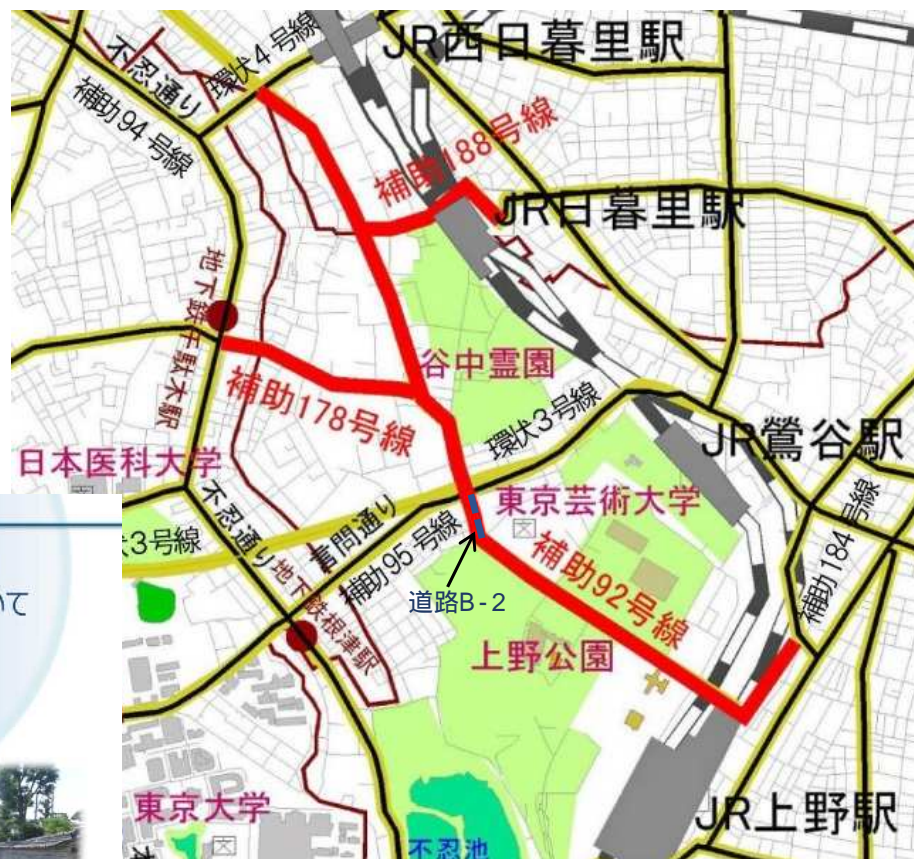 JR西日暮里駅
不忍通り
環状4号線
補助94号線
補助188号線
JR日暮里駅
地下鉄千駄木駅
谷中霊園
補助178号線
環状3号線
JR鶯谷駅
日本医科大学
東京芸術大学
文
補助184号線
不忍通り
言問通り
状3号線
補助95号線
地下鉄根津駅
補助92号線
いて
道路B-2
上野公園
東京大学
文
JR上野駅
不忍池